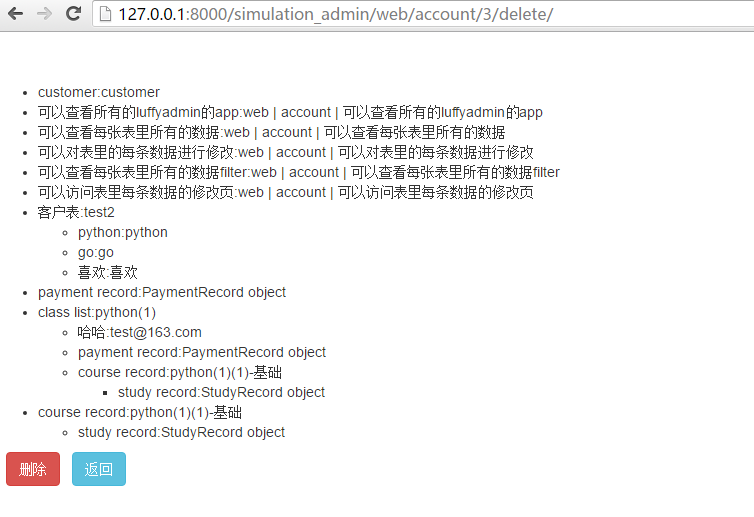 127.0.0.1:8000/simulation_admin/web/account/3/delete/
customer:customer
可以查看所有的luffyadmin的app:web | account | 可以查看所有的luffyadmin的app
可以查看每张表里所有的数据:web | account | 可以查看每张表里所有的数据
可以对表里的每条数据进行修改:web | account | 可以对表里的每条数据进行修改
可以查看每张表里所有的数据filter:web | account | 可以查看每张表里所有的数据filter
可以访问表里每条数据的修改页:web | account | 可以访问表里每条数据的修改页
客户表:test2
python:python
go:go
喜欢:喜欢
payment record:PaymentRecord object
class list:python(1)
哈哈:test@163.com
payment record:PaymentRecord object
course record:python(1)(1)-基础
study record:StudyRecord object
course record:python(1)(1)-基础
study record:StudyRecord object
删除 返回